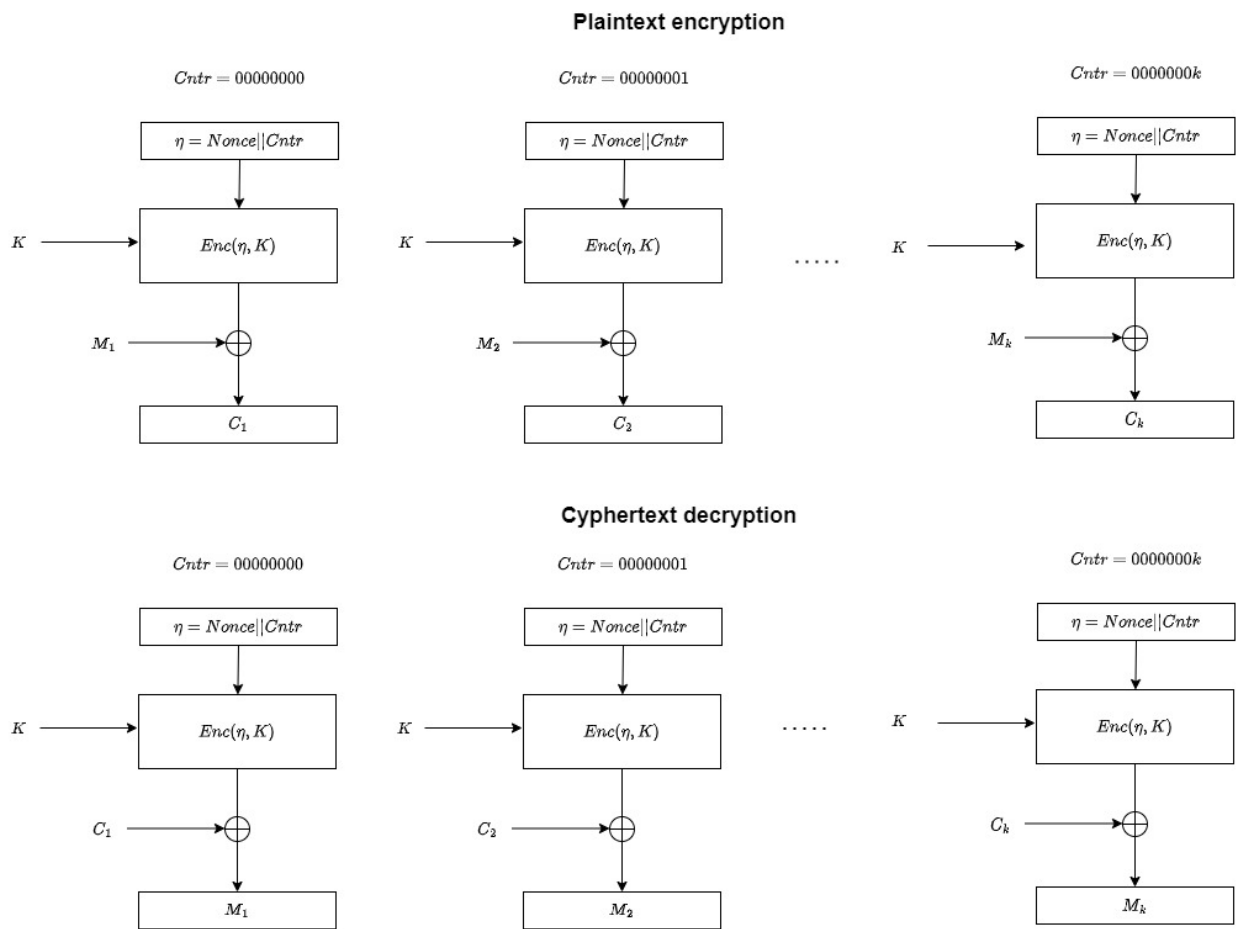 Plaintext encryption
Cntr = 00000000
Cntr = 00000001
Cntr = 0000000k
η = Nonce||Cntr
η = Nonce||Cntr
η = Nonce||Cntr
K
Enc(η, K)
K
Enc(η, K)
.....
K
Enc(η, K)
M₁
M₂
Mₖ
C₁
C₂
Cₖ
Cyphertext decryption
Cntr = 00000000
Cntr = 00000001
Cntr = 0000000k
η = Nonce||Cntr
η = Nonce||Cntr
η = Nonce||Cntr
K
Enc(η, K)
K
Enc(η, K)
.....
K
Enc(η, K)
C₁
C₂
Cₖ
M₁
M₂
Mₖ